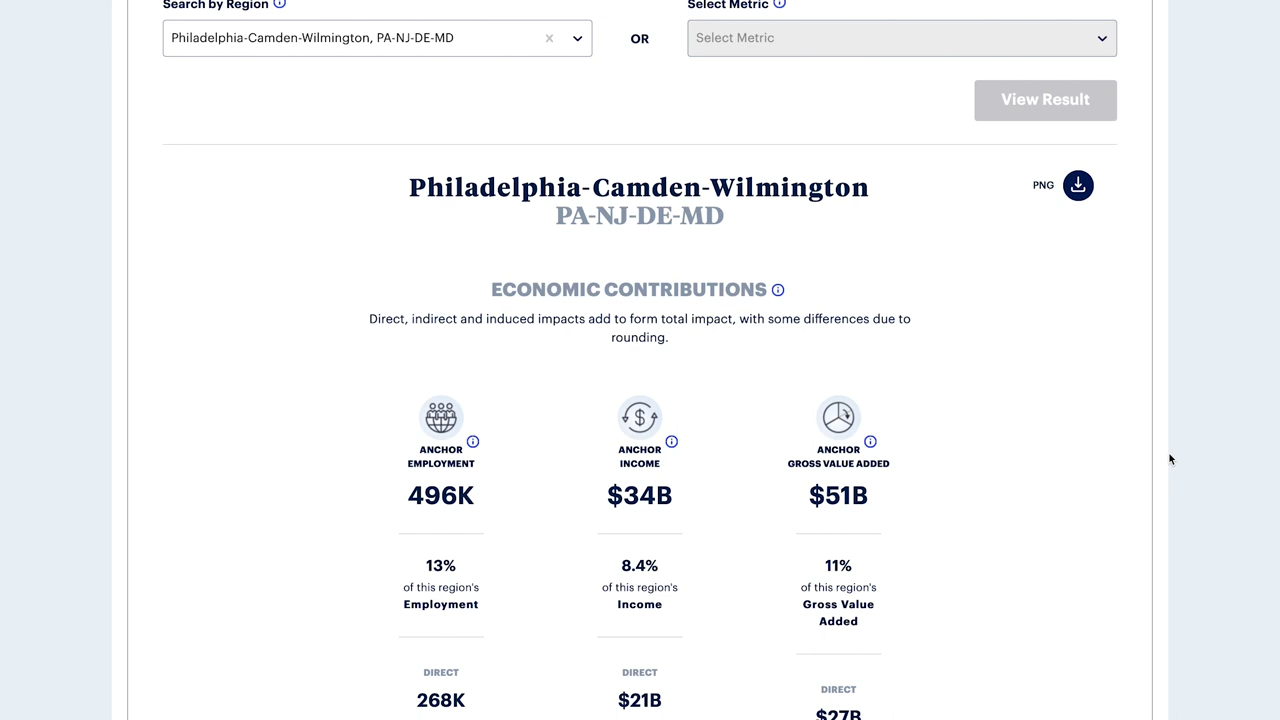 Search by Region
Select Metric
Philadelphia-Camden-Wilmington, PA-NJ-DE-MD
OR
Select Metric
View Result
Philadelphia-Camden-Wilmington
PA-NJ-DE-MD
PNG
ECONOMIC CONTRIBUTIONS
Direct, indirect and induced impacts add to form total impact, with some differences due to
rounding.
ANCHOR
EMPLOYMENT
496K
13%
of this region's
Employment
DIRECT
268K
ANCHOR
INCOME
$34B
8.4%
of this region's
Income
DIRECT
$21B
ANCHOR
GROSS VALUE ADDED
$51B
11%
of this region's
Gross Value
Added
DIRECT
$27B